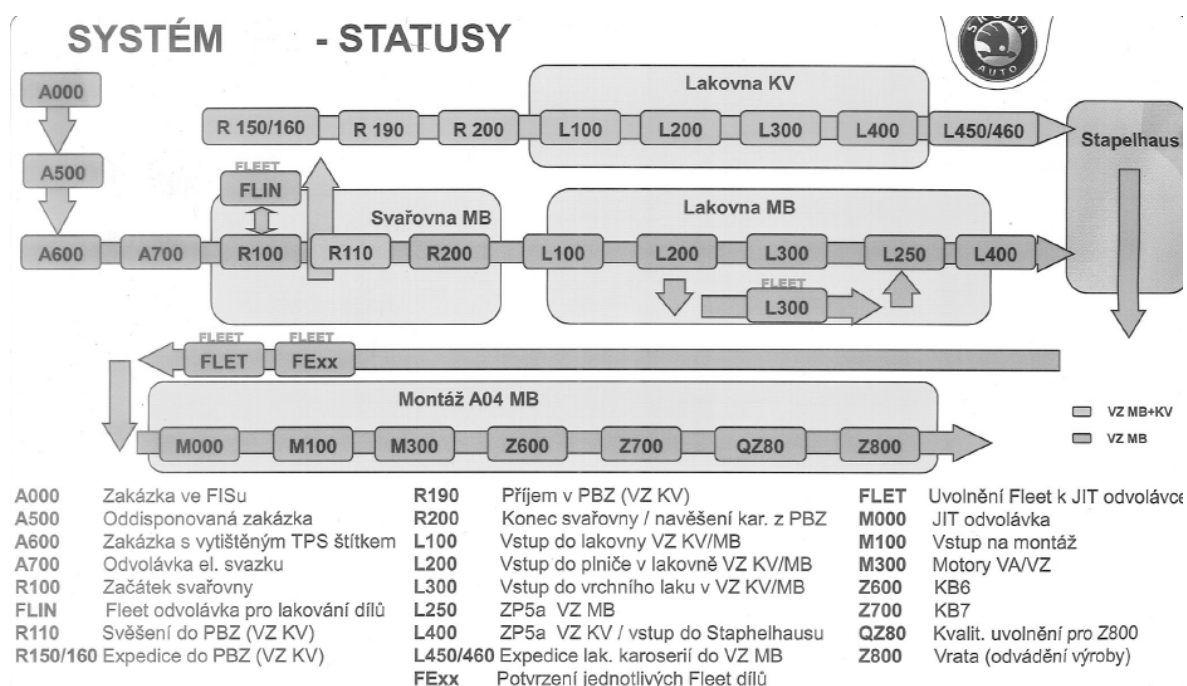 SYSTÉM - STATUSY
ŠKODA
AUTO
A000
Lakovna KV
R 150/160 R 190 R 200 L100 L200 L300 L400 L450/460
Stapelhaus
A500
FLEET
FLIN
Svařovna MB
Lakovna MB
A600 A700 R100 R110 R200 L100 L200 L300 L250 L400
FLEET
L300
FLEET FLEET
FLET FExx
Montáž A04 MB
VZ MB+KV
VZ MB
M000 M100 M300 Z600 Z700 QZ80 Z800
A000 Zakázka ve FISu
A500 Oddisponovaná zakázka
A600 Zakázka s vytištěným TPS štítkem
A700 Odvolávka el. svazku
R100 Začátek svařovny
FLIN Fleet odvolávka pro lakování dílů
R110 Svěšení do PBZ (VZ KV)
R150/160 Expedice do PBZ (VZ KV)
R190 Příjem v PBZ (VZ KV)
R200 Konec svařovny / navěšení kar. z PBZ
L100 Vstup do lakovny VZ KV/MB
L200 Vstup do plniče v lakovně VZ KV/MB
L300 Vstup do vrchního laku v VZ KV/MB
L250 ZP5a VZ MB
L400 ZP5a VZ KV / vstup do Staphelhausu
L450/460 Expedice lak. karoserií do VZ MB
FExx Potvrzení jednotlivých Fleet dílů
FLET Uvolnění Fleet k JIT odvolávce
M000 JIT odvolávka
M100 Vstup na montáž
M300 Motory VA/VZ
Z600 KB6
Z700 KB7
QZ80 Kvalit. uvolnění pro Z800
Z800 Vrata (odvádění výroby)